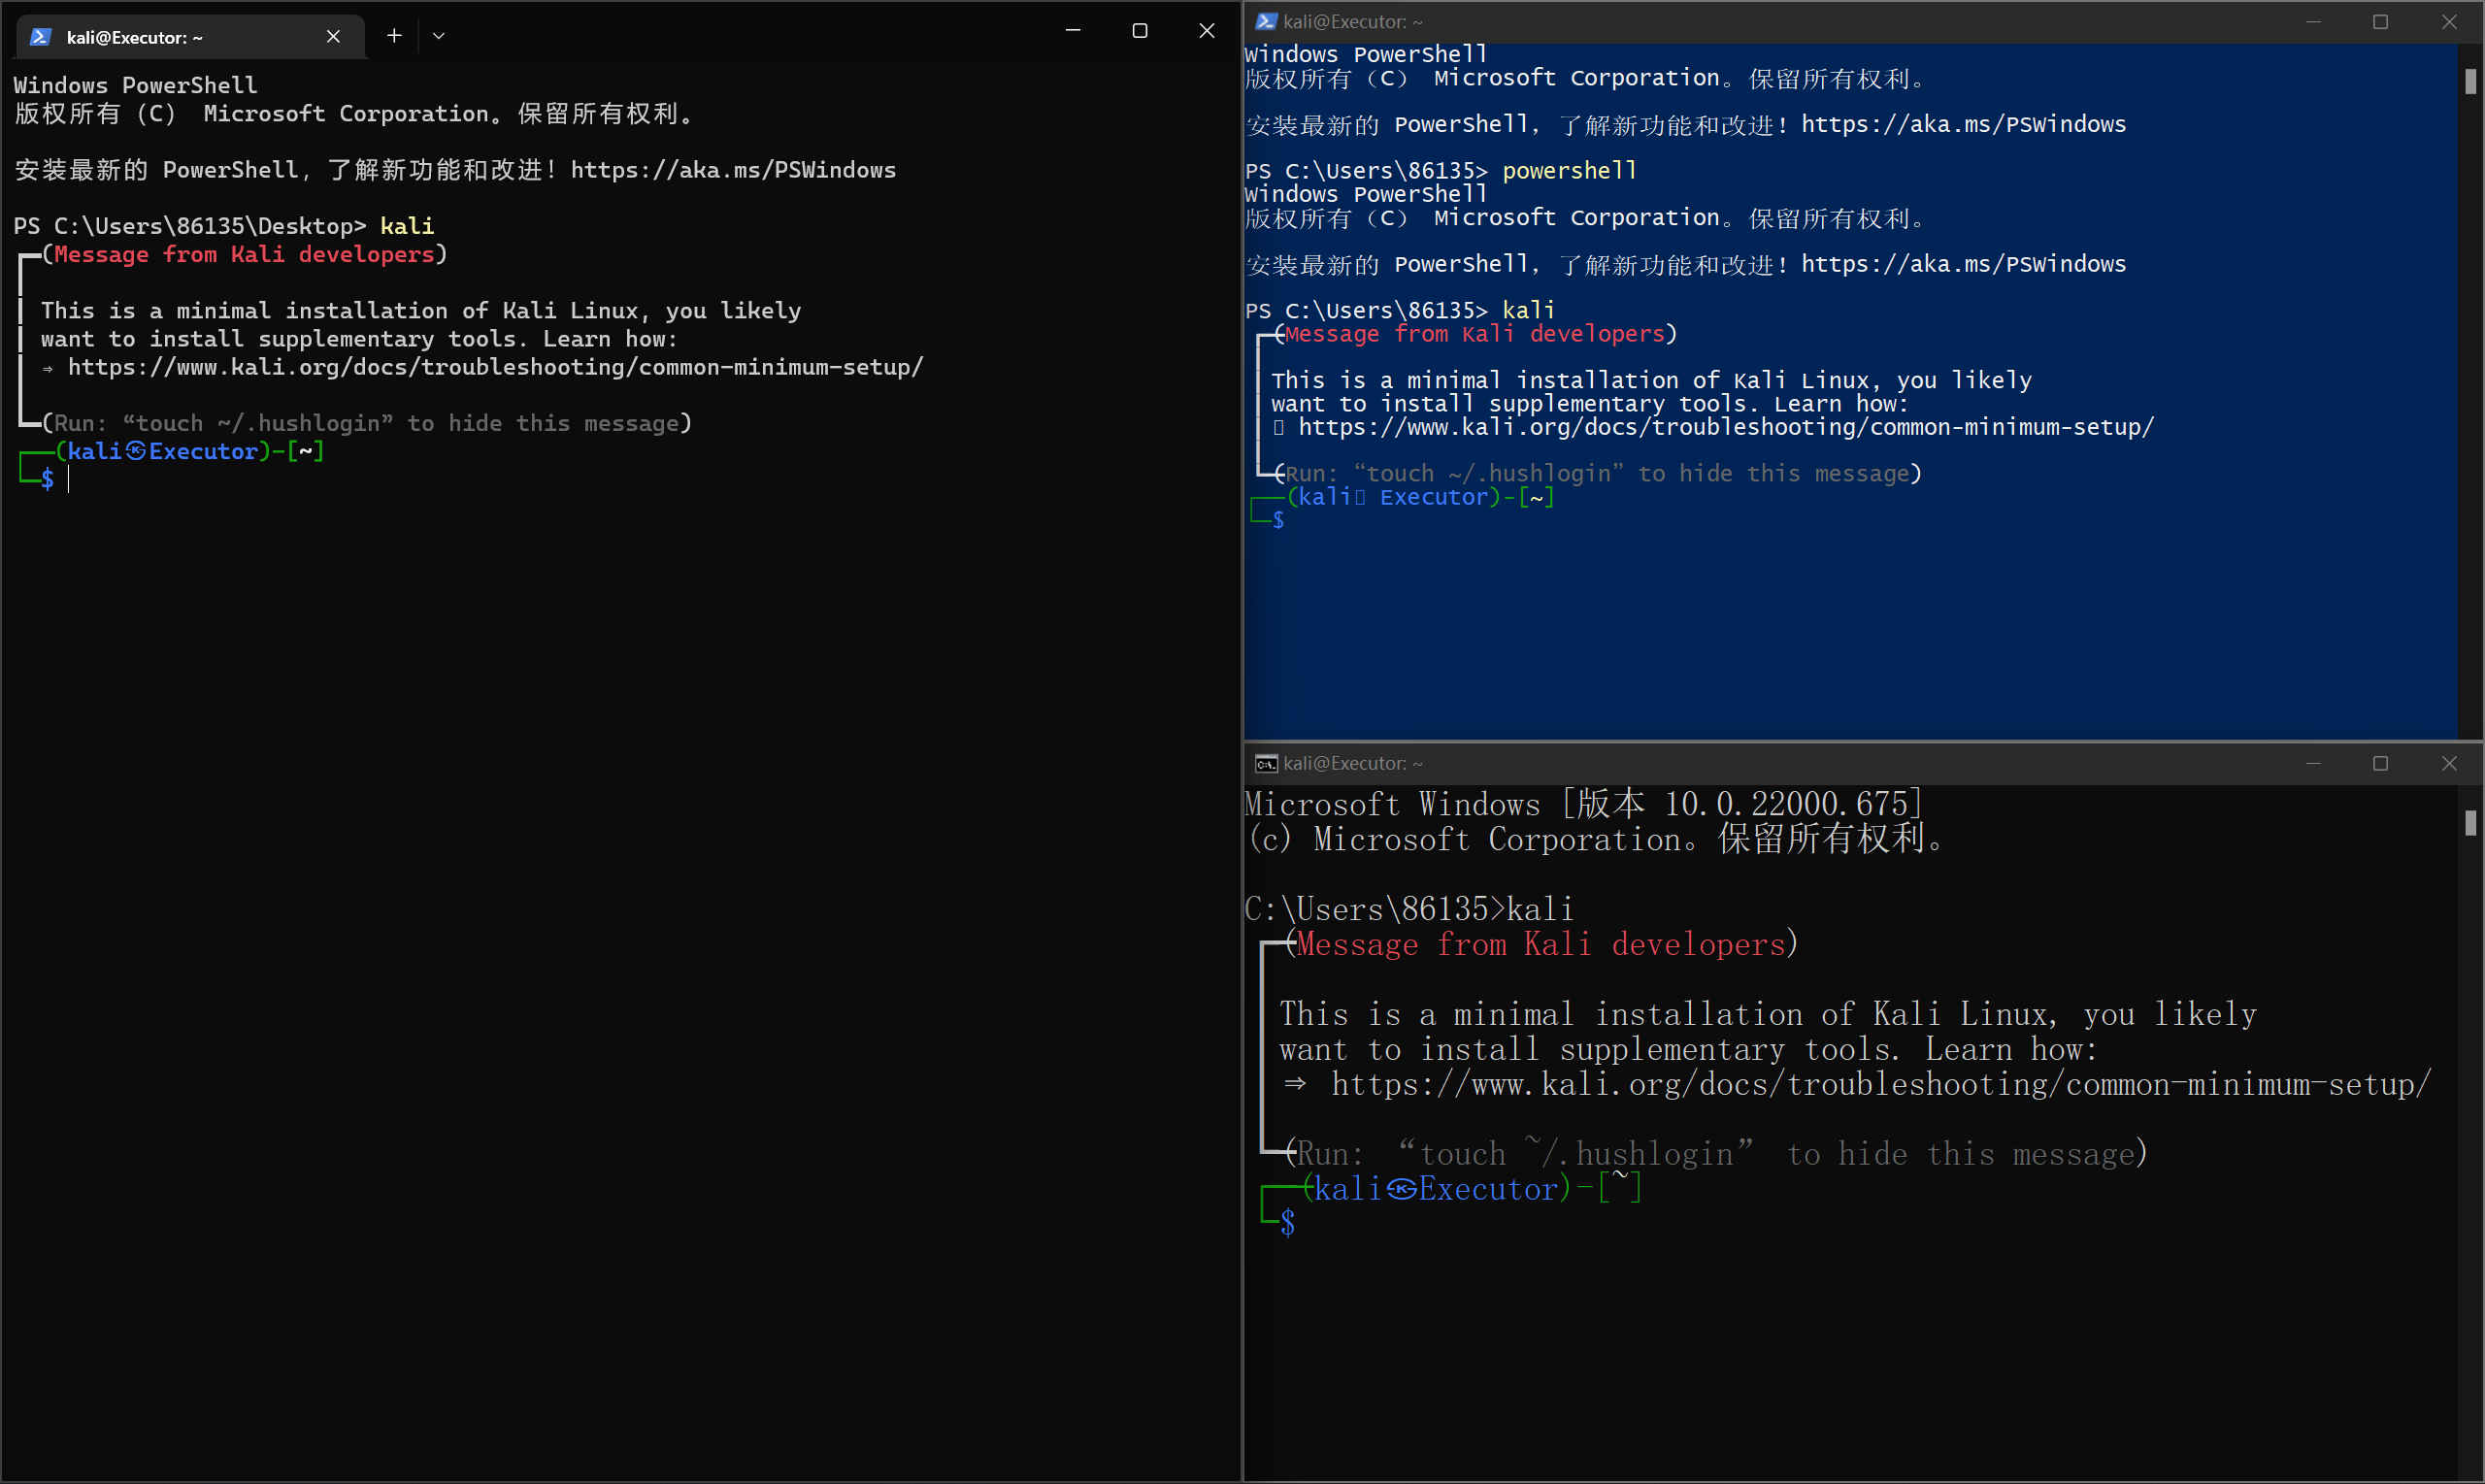 kali@Executor: ~
Windows PowerShell
版权所有 (C) Microsoft Corporation。保留所有权利。
安装最新的 PowerShell，了解新功能和改进！https://aka.ms/PSWindows
PS C:\Users\86135\Desktop> kali
┏━(Message from Kali developers)
┃
┃ This is a minimal installation of Kali Linux, you likely
┃ want to install supplementary tools. Learn how:
┃ ⇒ https://www.kali.org/docs/troubleshooting/common-minimum-setup/
┃
┗━(Run: “touch ~/.hushlogin” to hide this message)
┌──(kali㉿Executor)-[~]
└─$
kali@Executor: ~
Windows PowerShell
版权所有（C） Microsoft Corporation。保留所有权利。
安装最新的 PowerShell，了解新功能和改进！https://aka.ms/PSWindows
PS C:\Users\86135> powershell
Windows PowerShell
版权所有（C） Microsoft Corporation。保留所有权利。
安装最新的 PowerShell，了解新功能和改进！https://aka.ms/PSWindows
PS C:\Users\86135> kali
┏━(Message from Kali developers)
┃
┃ This is a minimal installation of Kali Linux, you likely
┃ want to install supplementary tools. Learn how:
┃ ▯ https://www.kali.org/docs/troubleshooting/common-minimum-setup/
┃
┗━(Run: “touch ~/.hushlogin” to hide this message)
┌──(kali▯ Executor)-[~]
└─$
kali@Executor: ~
Microsoft Windows [版本 10.0.22000.675]
(c) Microsoft Corporation。保留所有权利。
C:\Users\86135>kali
┏━(Message from Kali developers)
┃
┃ This is a minimal installation of Kali Linux, you likely
┃ want to install supplementary tools. Learn how:
┃ ⇒ https://www.kali.org/docs/troubleshooting/common-minimum-setup/
┃
┗━(Run: “touch ~/.hushlogin” to hide this message)
┌──(kali㉿Executor)-[~]
└─$